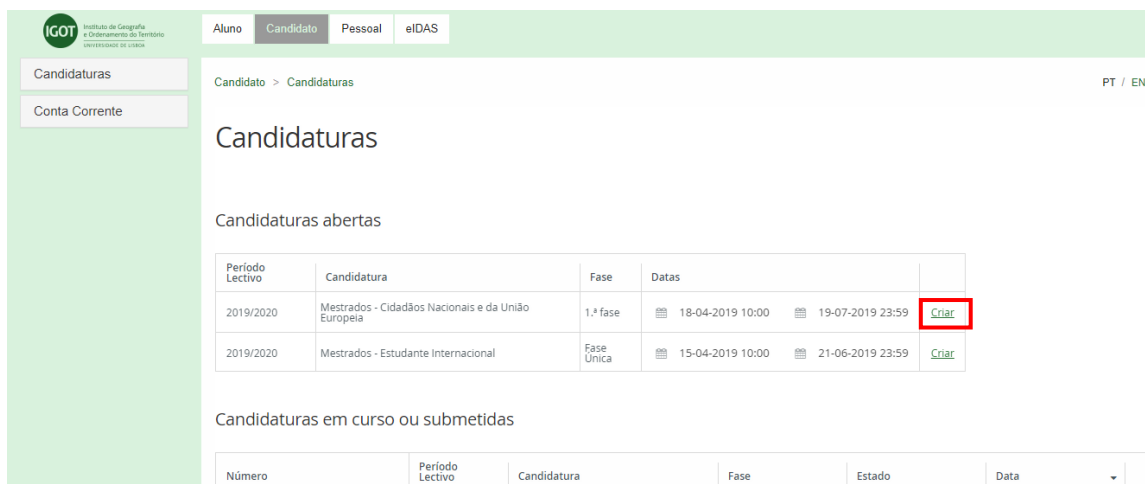 IGOT Instituto de Geografia
e Ordenamento do Território
UNIVERSIDADE DE LISBOA
Aluno Candidato Pessoal eIDAS
Candidaturas
Conta Corrente
Candidato > Candidaturas PT / EN
Candidaturas
Candidaturas abertas
Período
Lectivo Candidatura Fase Datas
2019/2020 Mestrados - Cidadãos Nacionais e da União
Europeia 1.ª fase 18-04-2019 10:00 19-07-2019 23:59 Criar
2019/2020 Mestrados - Estudante Internacional Fase
Única 15-04-2019 10:00 21-06-2019 23:59 Criar
Candidaturas em curso ou submetidas
Número Período
Lectivo Candidatura Fase Estado Data